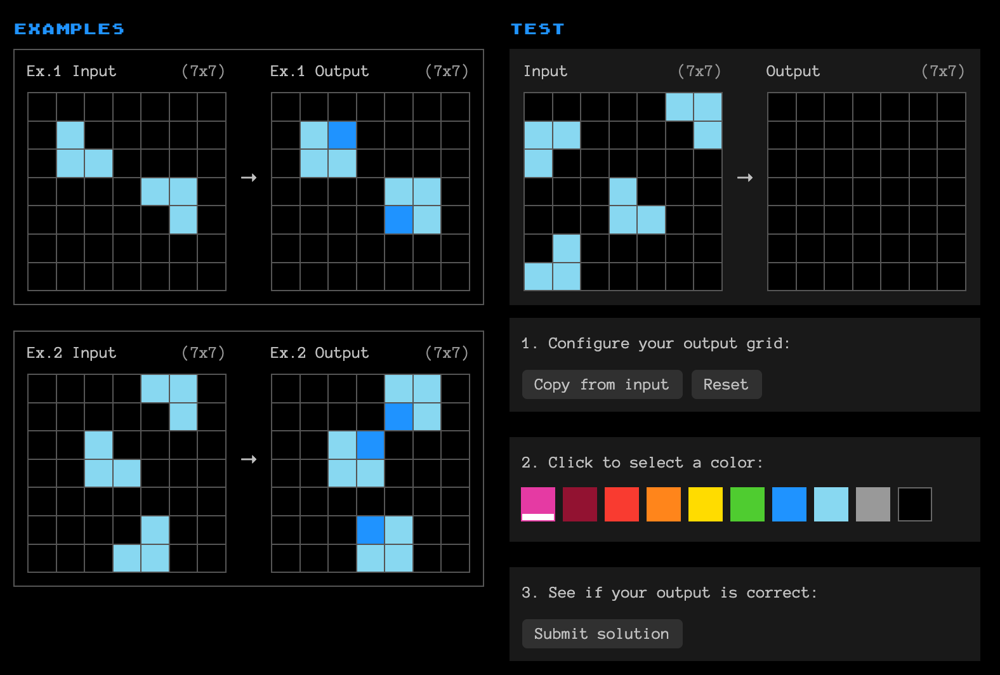 EXAMPLES
Ex.1 Input (7x7)
Ex.1 Output (7x7)
→
Ex.2 Input (7x7)
Ex.2 Output (7x7)
→
TEST
Input (7x7)
Output (7x7)
→
1. Configure your output grid:
Copy from input
Reset
2. Click to select a color:
3. See if your output is correct:
Submit solution